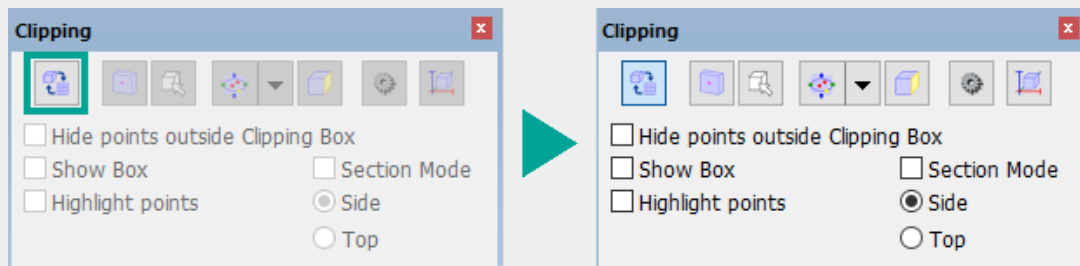 Clipping
Hide points outside Clipping Box
Show Box
Section Mode
Highlight points
Side
Top
Clipping
Hide points outside Clipping Box
Show Box
Section Mode
Highlight points
Side
Top